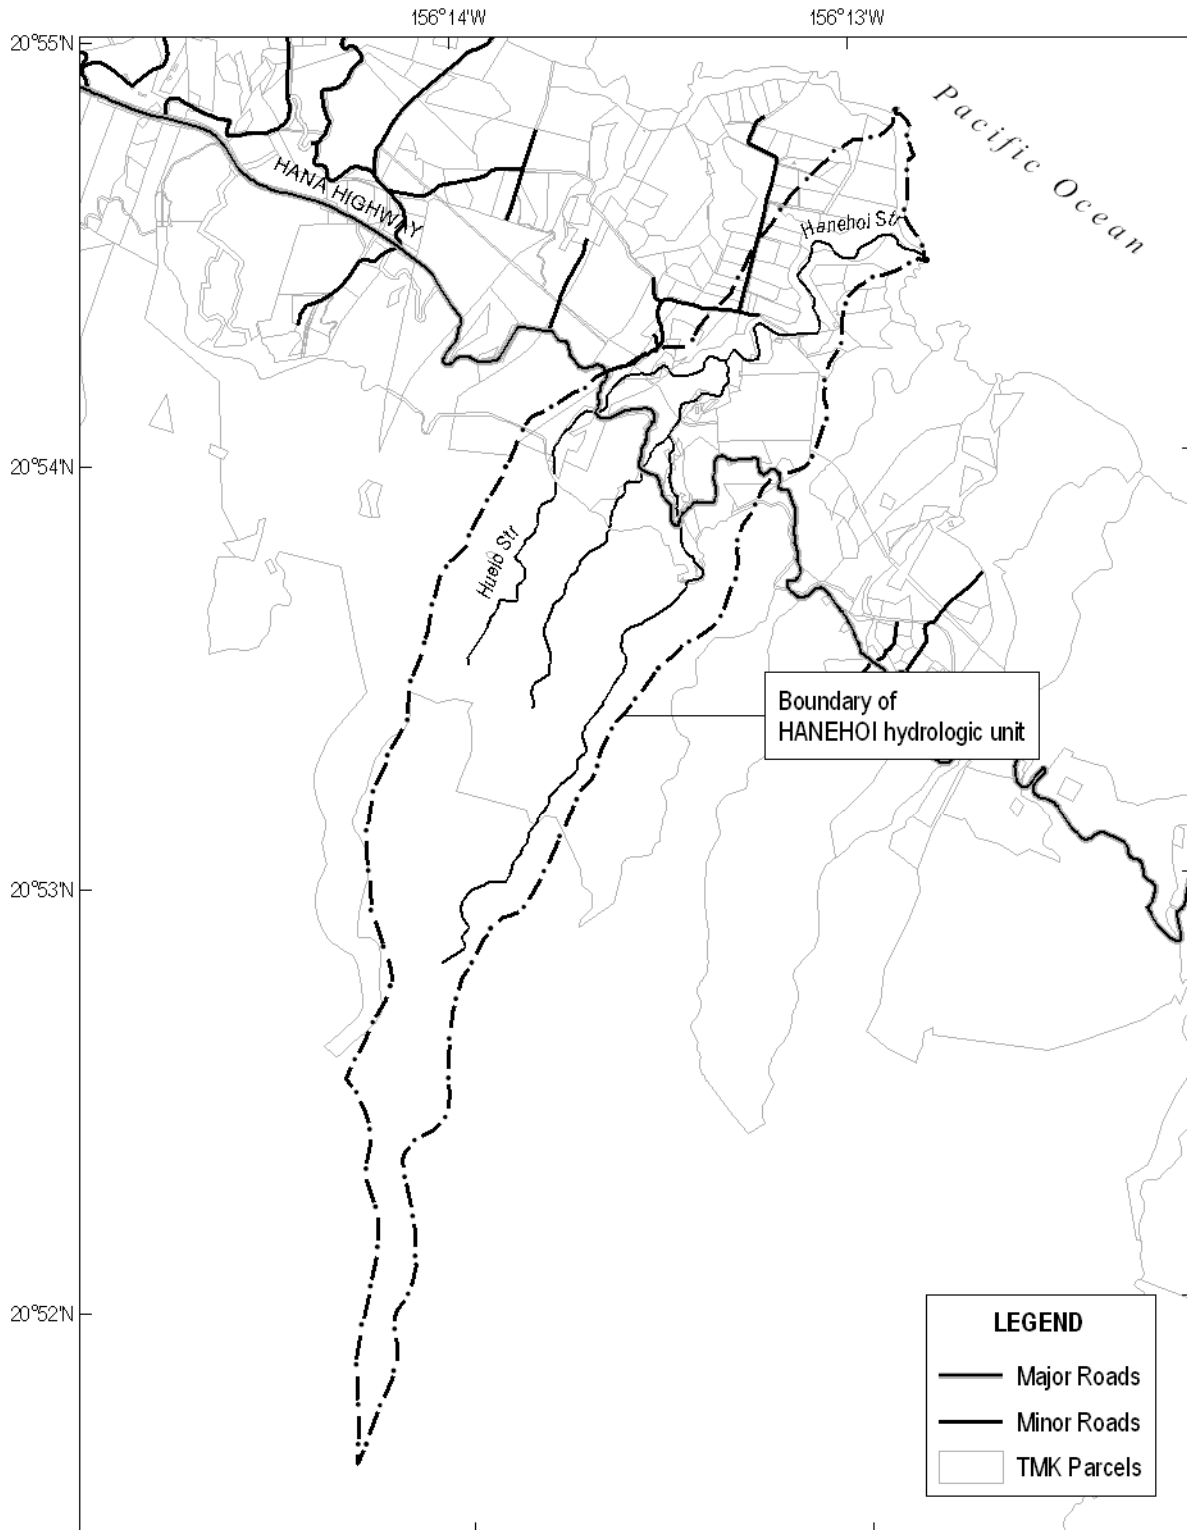 156°14'W
156°13'W
20°55'N
Pacific Ocean
HANA HIGHWAY
Hanehoi Str
20°54'N
Huelo Str
Boundary of
HANEHOI hydrologic unit
20°53'N
20°52'N
LEGEND
Major Roads
Minor Roads
TMK Parcels